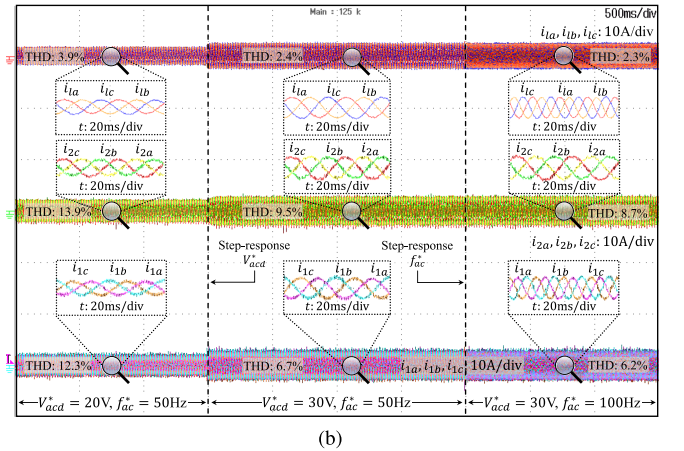 Main : 125 k
500ms/div
i_la, i_lb, i_lc: 10A/div
THD: 3.9%
THD: 2.4%
THD: 2.3%
i_la i_lc i_lb
t: 20ms/div
i_la i_lc i_lb
t: 20ms/div
i_lc i_la i_lb
t: 20ms/div
i_2c i_2b i_2a
t: 20ms/div
i_2c i_2b i_2a
t: 20ms/div
i_2c i_2b i_2a
t: 20ms/div
THD: 13.9%
THD: 9.5%
THD: 8.7%
i_2a, i_2b, i_2c: 10A/div
Step-response
V*_acd
Step-response
f*_ac
i_1c i_1b i_1a
t: 20ms/div
i_1c i_1b i_1a
t: 20ms/div
i_1a i_1b i_1c
t: 20ms/div
THD: 12.3%
THD: 6.7%
i_1a, i_1b, i_1c 10A/div
THD: 6.2%
V*_acd = 20V, f*_ac = 50Hz
V*_acd = 30V, f*_ac = 50Hz
V*_acd = 30V, f*_ac = 100Hz
(b)